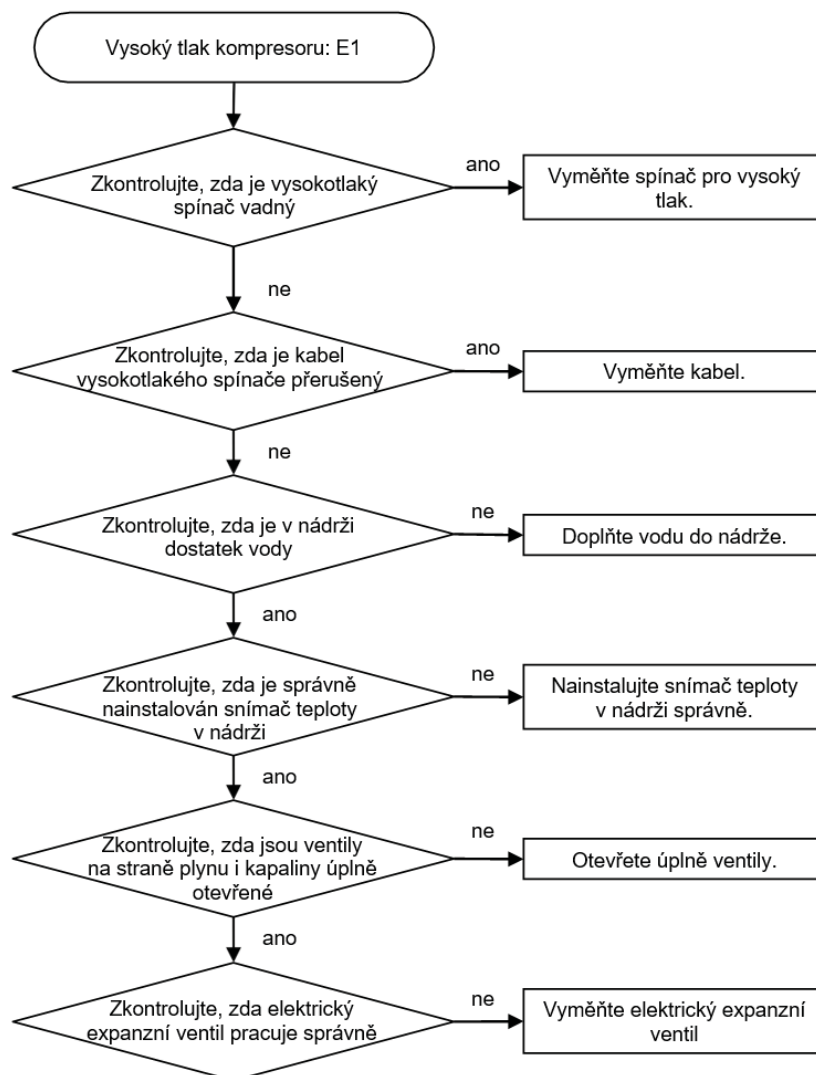 Vysoký tlak kompresoru: E1
Zkontrolujte, zda je vysokotlaký
spínač vadný
ano
Vyměňte spínač pro vysoký
tlak.
ne
Zkontrolujte, zda je kabel
vysokotlakého spínače přerušený
ano
Vyměňte kabel.
ne
Zkontrolujte, zda je v nádrži
dostatek vody
ne
Doplňte vodu do nádrže.
ano
Zkontrolujte, zda je správně
nainstalován snímač teploty
v nádrži
ne
Nainstalujte snímač teploty
v nádrži správně.
ano
Zkontrolujte, zda jsou ventily
na straně plynu i kapaliny úplně
otevřené
ne
Otevřete úplně ventily.
ano
Zkontrolujte, zda elektrický
expanzní ventil pracuje správně
ne
Vyměňte elektrický expanzní
ventil